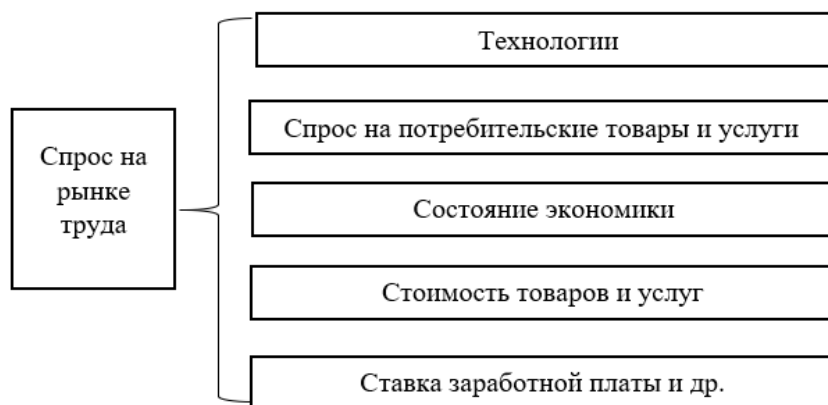 Спрос на
рынке
труда
Технологии
Спрос на потребительские товары и услуги
Состояние экономики
Стоимость товаров и услуг
Ставка заработной платы и др.